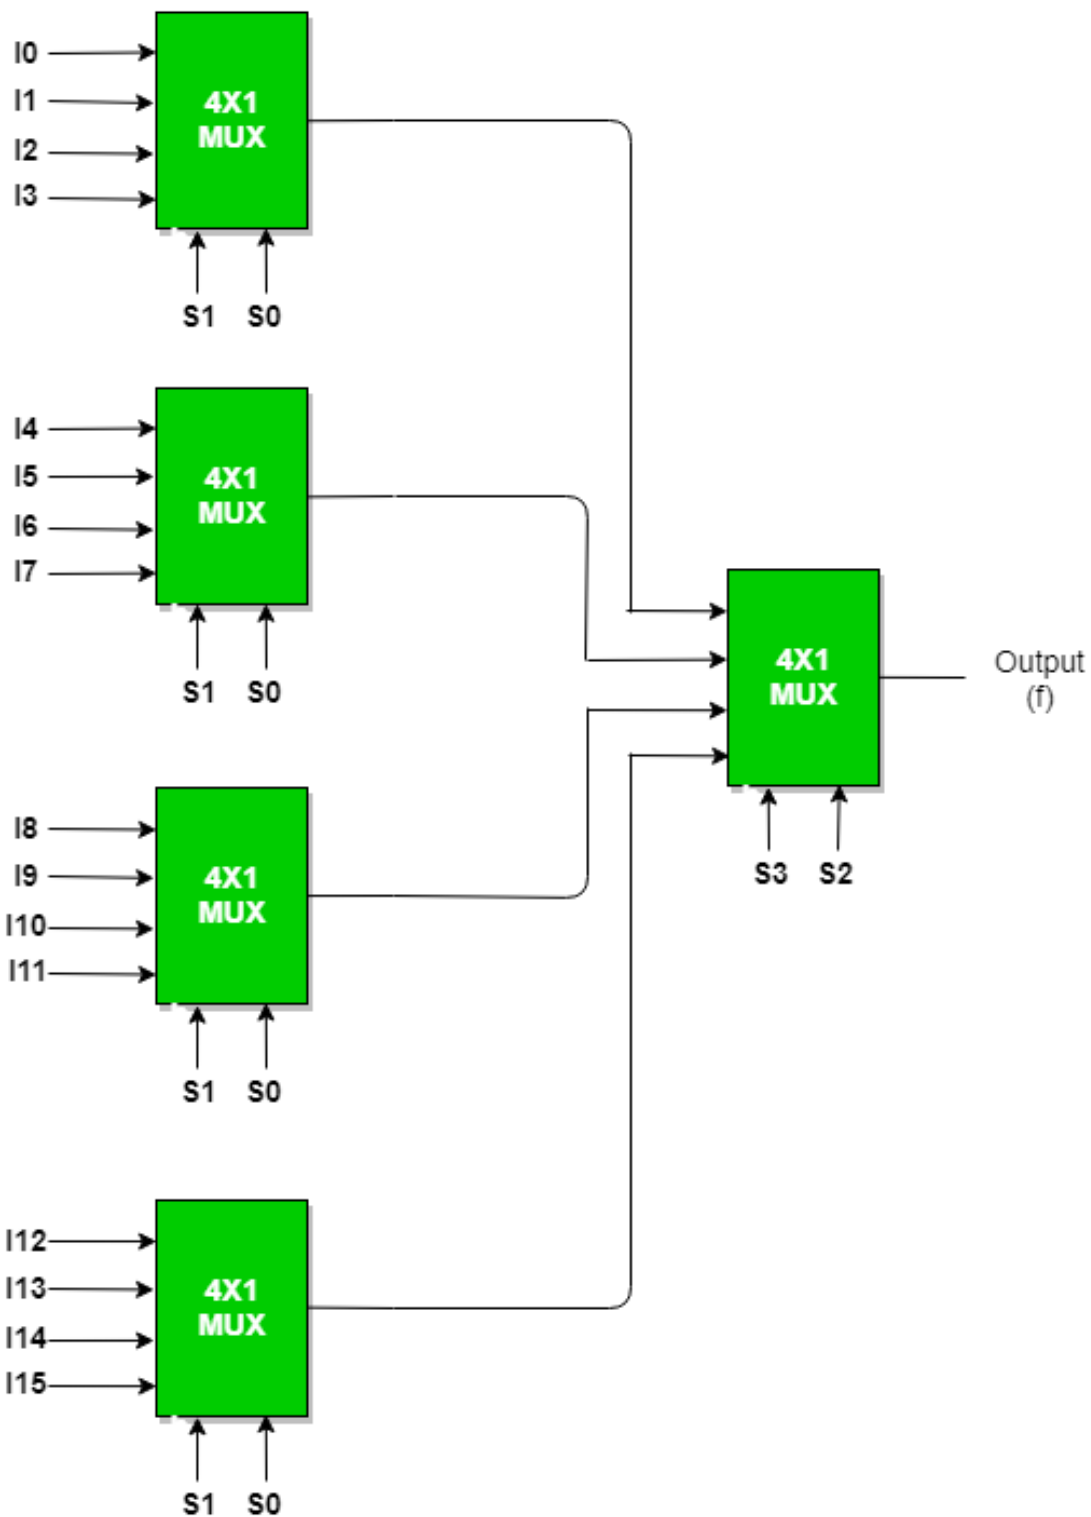 I0
I1
I2
I3
4X1
MUX
S1 S0
I4
I5
I6
I7
4X1
MUX
S1 S0
4X1
MUX
Output
(f)
S3 S2
I8
I9
I10
I11
4X1
MUX
S1 S0
I12
I13
I14
I15
4X1
MUX
S1 S0